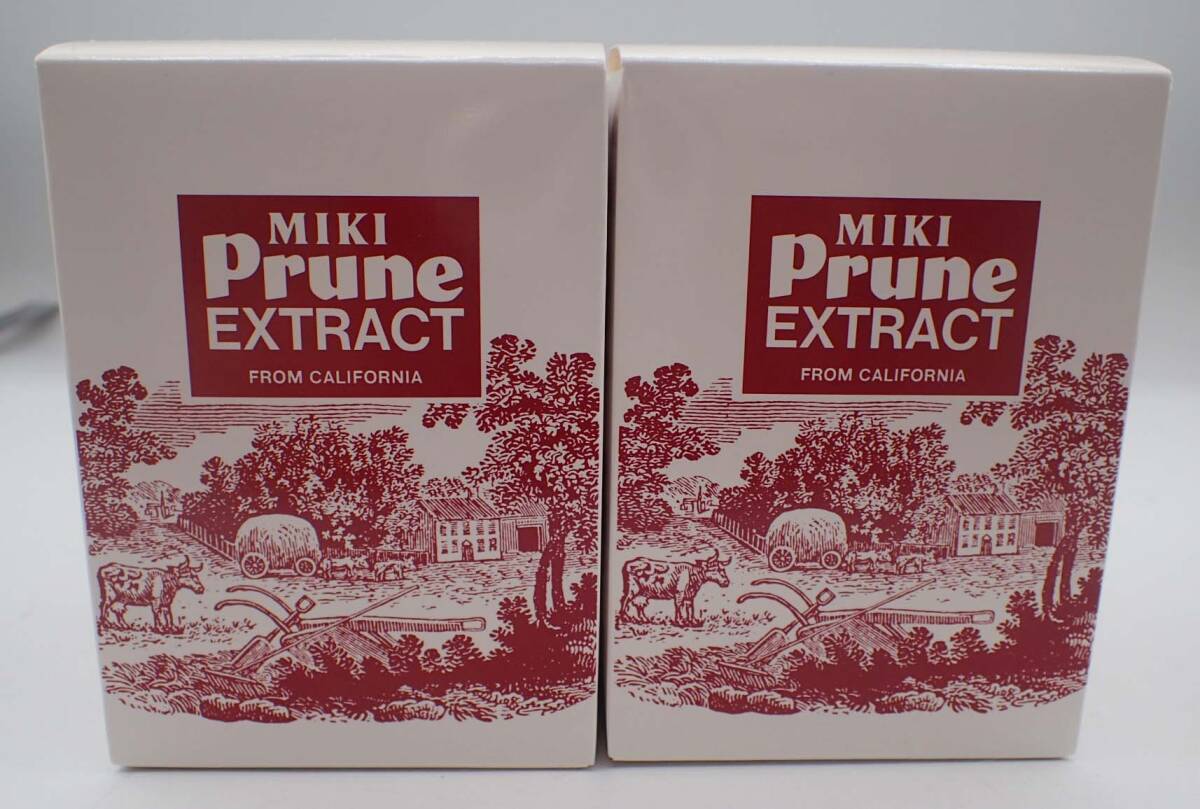 MIKI
Prune
EXTRACT
FROM CALIFORNIA
MIKI
Prune
EXTRACT
FROM CALIFORNIA